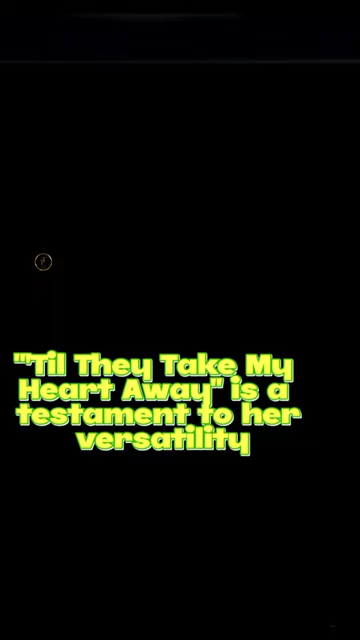 "'Til They Take My
Heart Away" is a
testament to her
versatility